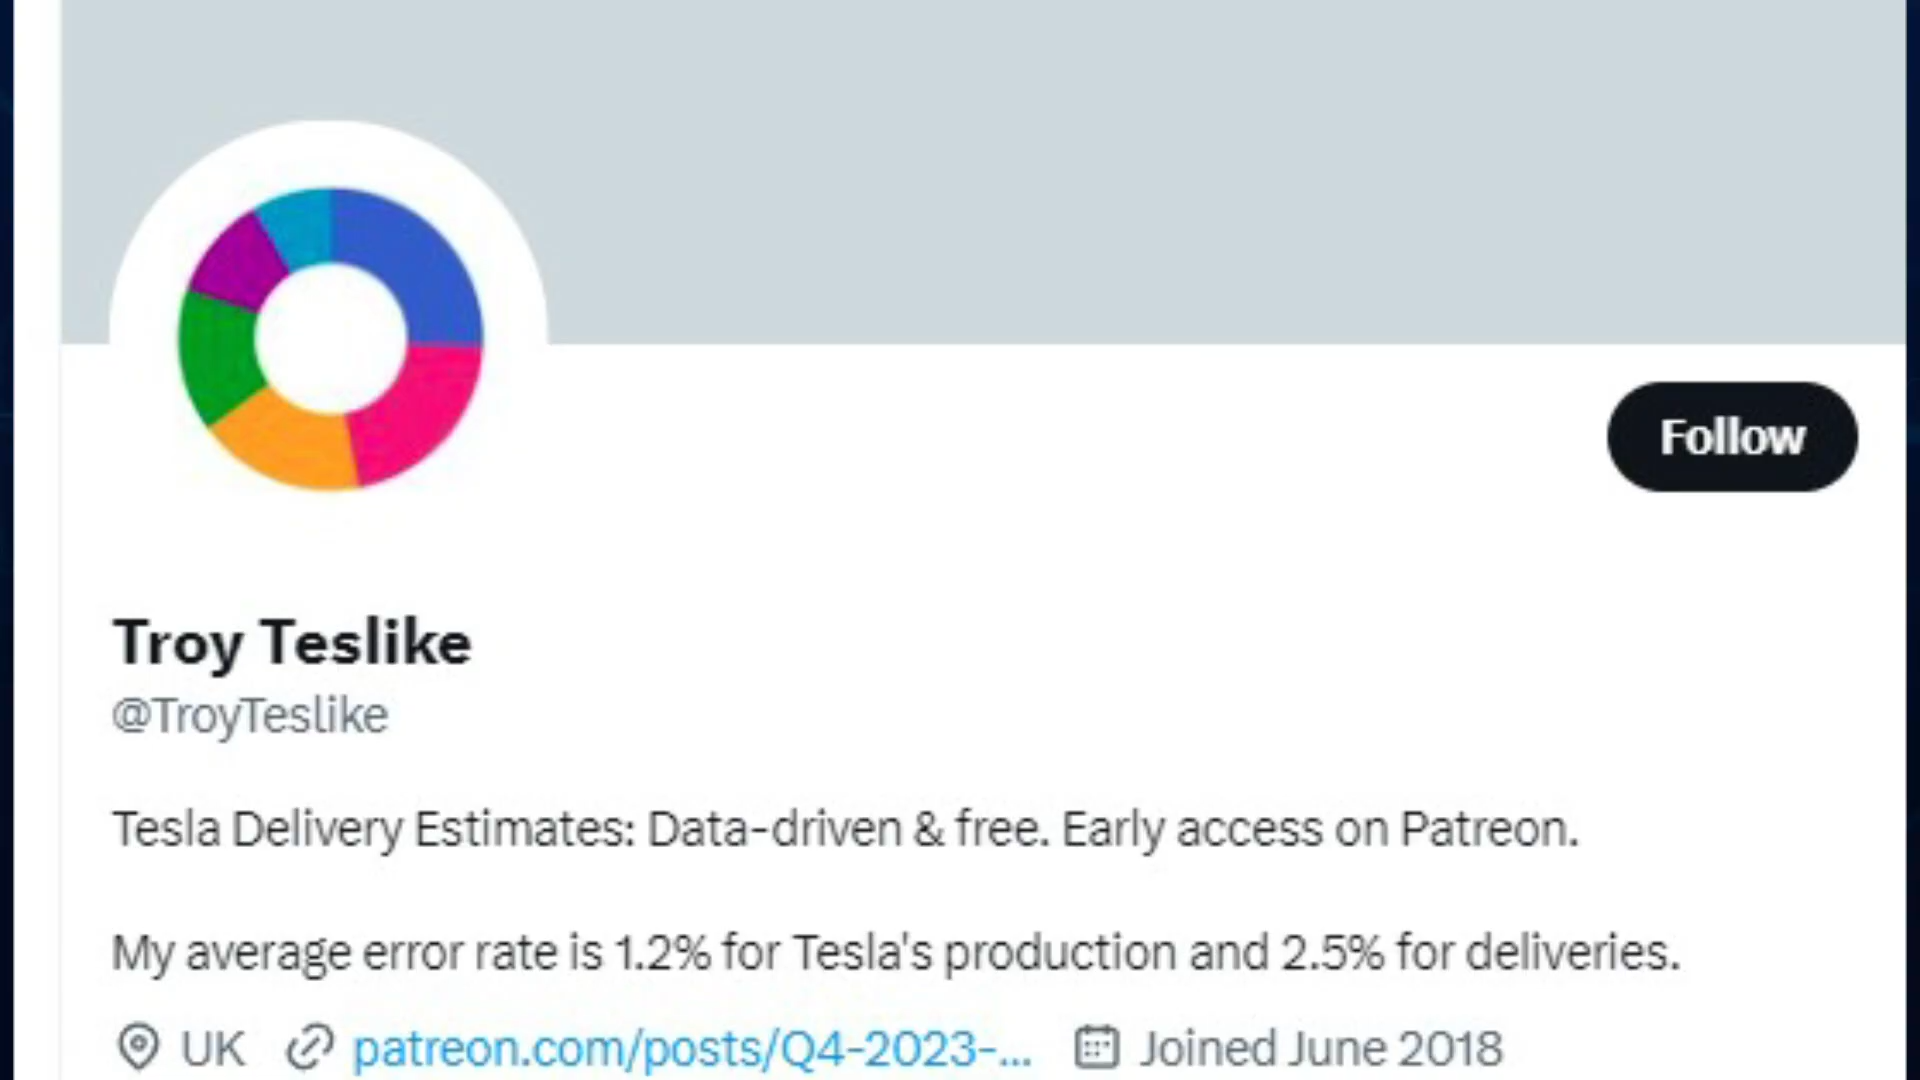 Follow
Troy Teslike
@TroyTeslike
Tesla Delivery Estimates: Data-driven & free. Early access on Patreon.
My average error rate is 1.2% for Tesla's production and 2.5% for deliveries.
UK patreon.com/posts/Q4-2023-... Joined June 2018